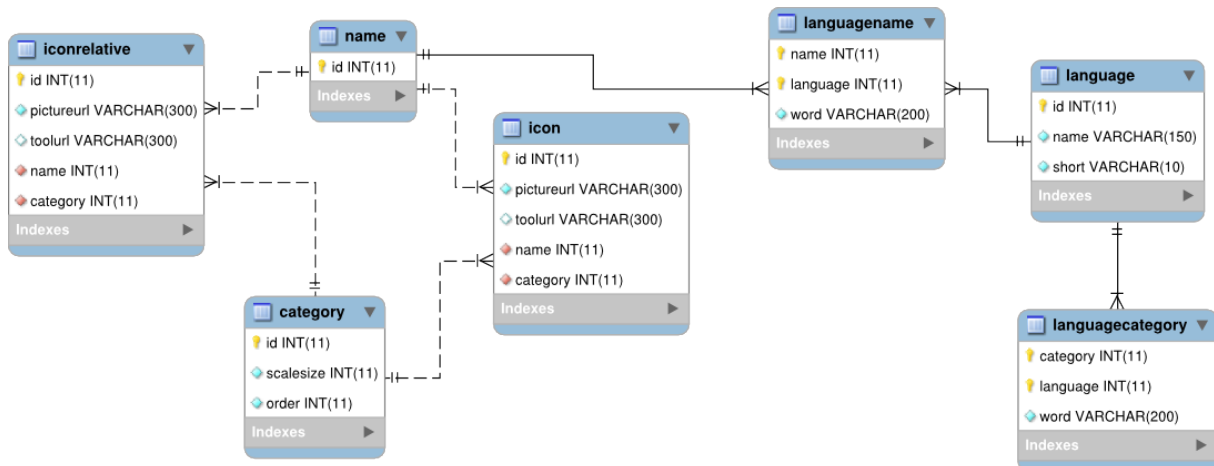 iconrelative
id INT(11)
pictureurl VARCHAR(300)
toolurl VARCHAR(300)
name INT(11)
category INT(11)
Indexes
name
id INT(11)
Indexes
icon
id INT(11)
pictureurl VARCHAR(300)
toolurl VARCHAR(300)
name INT(11)
category INT(11)
Indexes
category
id INT(11)
scalesize INT(11)
order INT(11)
Indexes
languagename
name INT(11)
language INT(11)
word VARCHAR(200)
Indexes
language
id INT(11)
name VARCHAR(150)
short VARCHAR(10)
Indexes
languagecategory
category INT(11)
language INT(11)
word VARCHAR(200)
Indexes